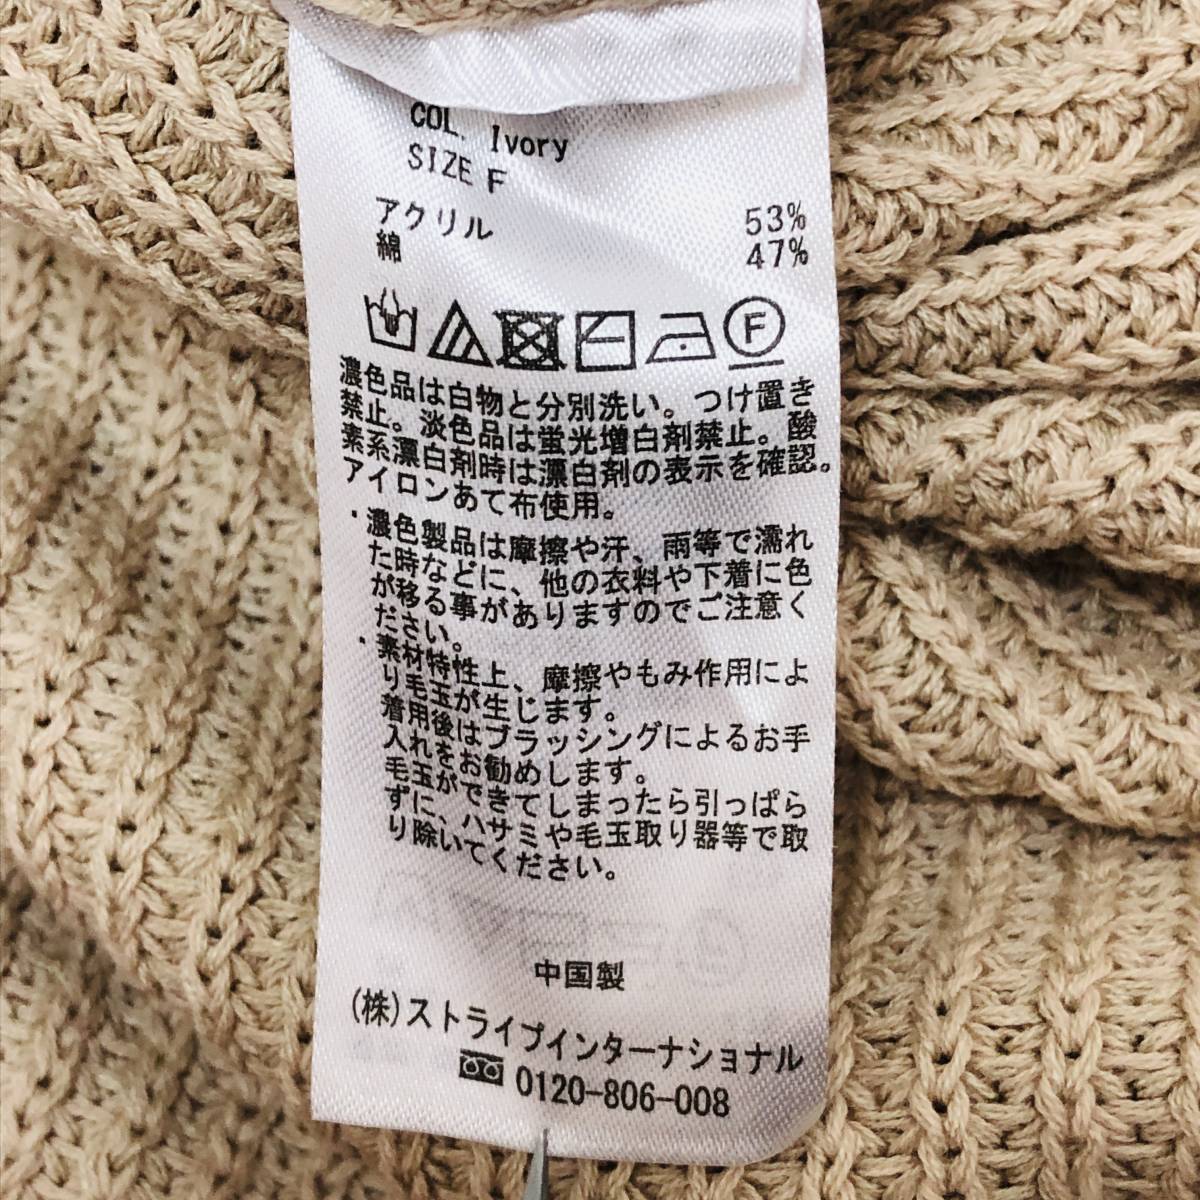 COL. Ivory
SIZE F
アクリル 53%
綿 47%
F
濃色品は白物と分別洗い。つけ置き
禁止。淡色品は蛍光増白剤禁止。酸
素系漂白剤時は漂白剤の表示を確認。
アイロンあて布使用。
・濃色製品は摩擦や汗、雨等で濡れ
た時などに、他の衣料や下着に色
が移る事がありますのでご注意く
ださい。
・素材特性上、摩擦やもみ作用によ
り毛玉が生じます。
着用後はブラッシングによるお手
入れをお勧めします。
毛玉ができてしまったら引っぱら
ずに、ハサミや毛玉取り器等で取
り除いてください。
中国製
(株)ストライプインターナショナル
0120-806-008